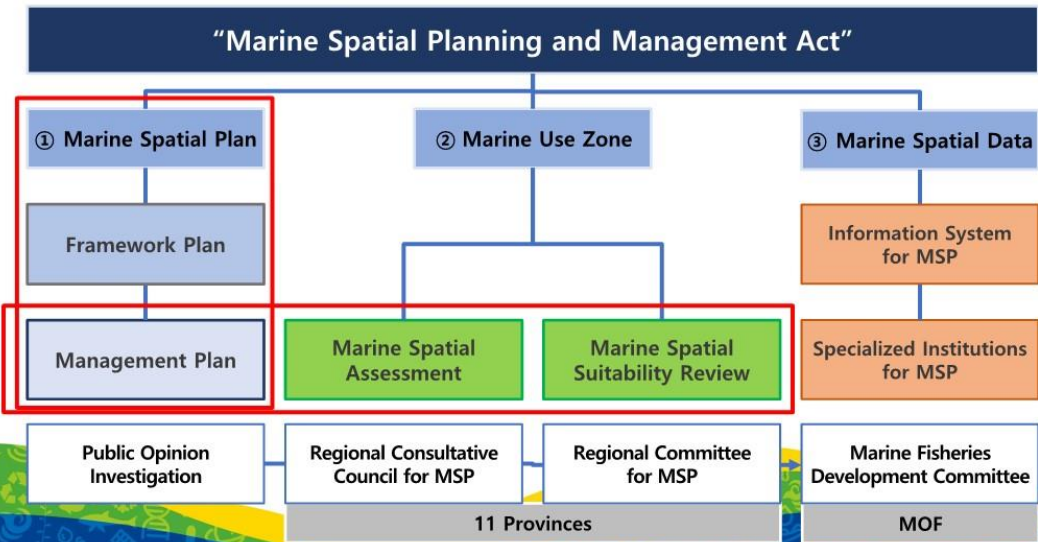 “Marine Spatial Planning and Management Act”
① Marine Spatial Plan
② Marine Use Zone
③ Marine Spatial Data
Framework Plan
Information System
for MSP
Management Plan
Marine Spatial
Assessment
Marine Spatial
Suitability Review
Specialized Institutions
for MSP
Public Opinion
Investigation
Regional Consultative
Council for MSP
Regional Committee
for MSP
Marine Fisheries
Development Committee
11 Provinces
MOF